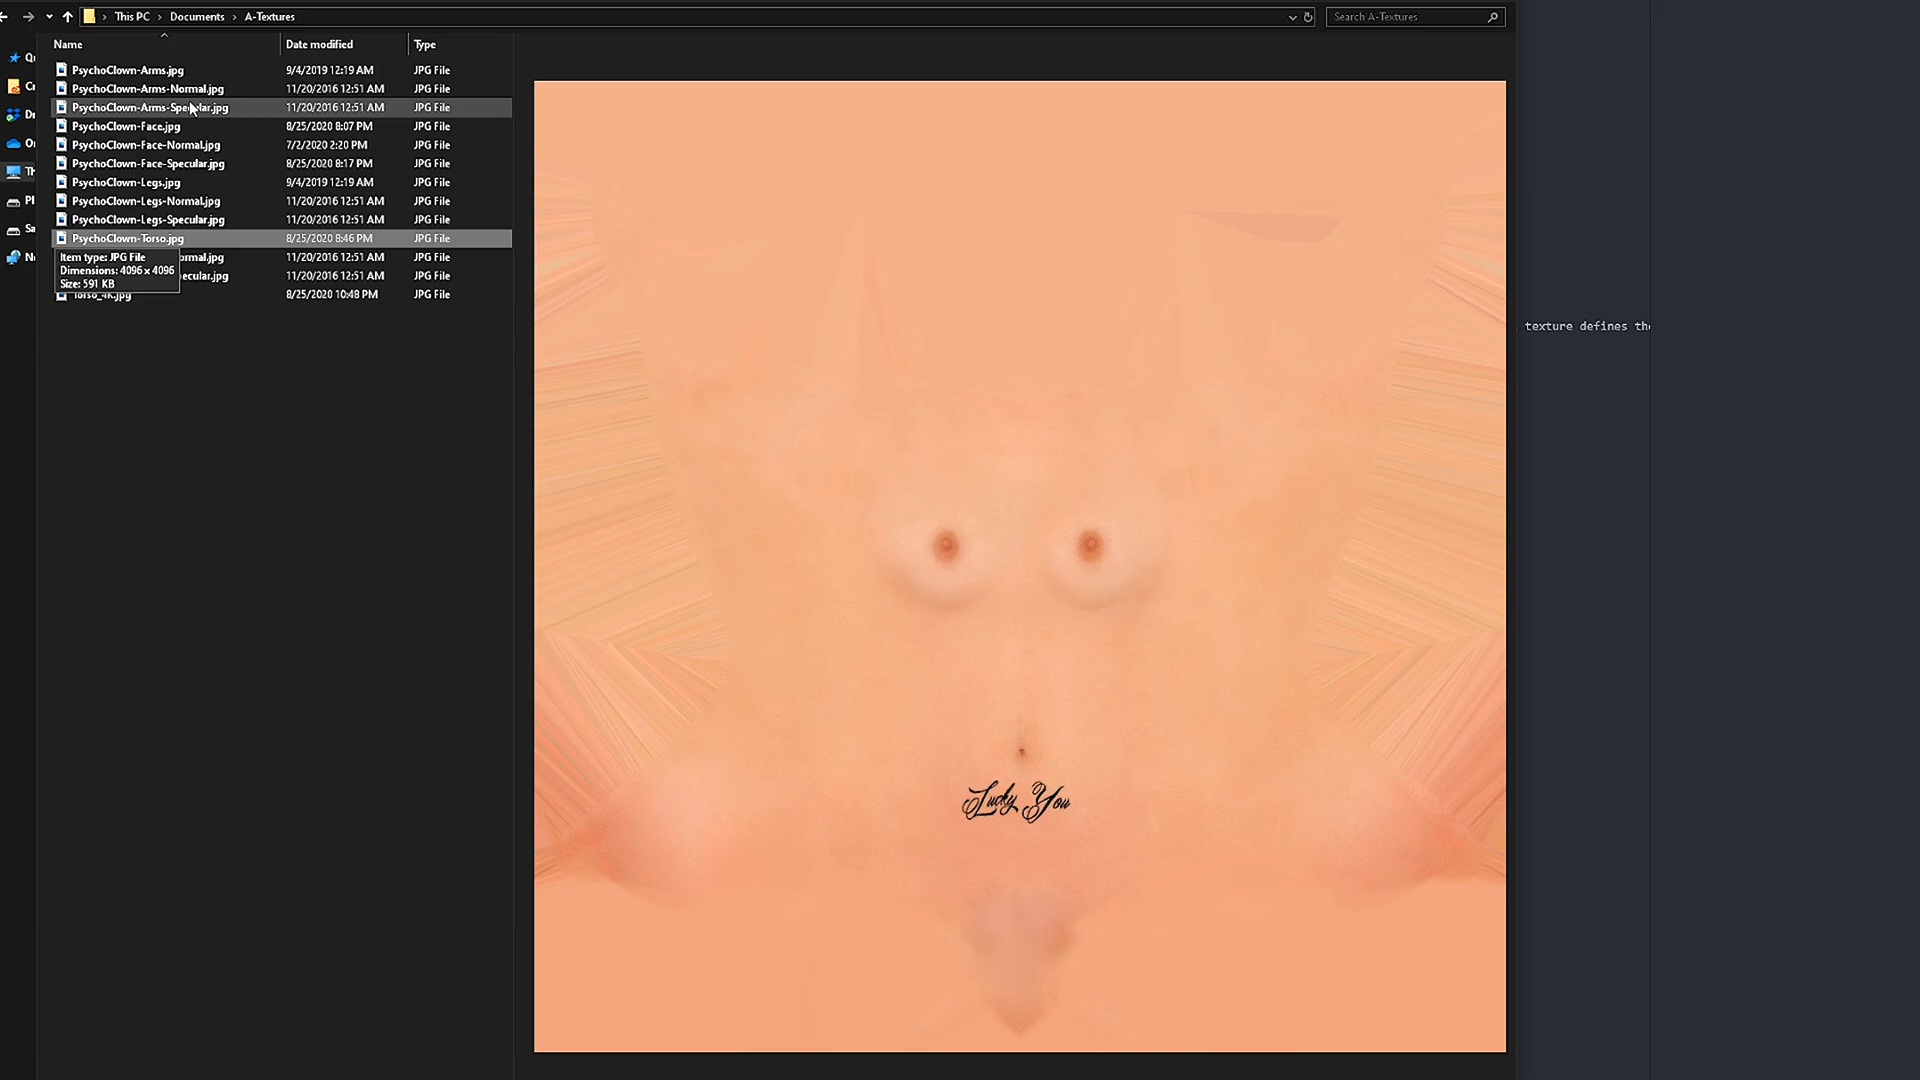 This PC > Documents > A-Textures
Search A-Textures
Name Date modified Type
PsychoClown-Arms.jpg 9/4/2019 12:19 AM JPG File
PsychoClown-Arms-Normal.jpg 11/20/2016 12:51 AM JPG File
PsychoClown-Arms-Specular.jpg 11/20/2016 12:51 AM JPG File
PsychoClown-Face.jpg 8/25/2020 8:07 PM JPG File
PsychoClown-Face-Normal.jpg 7/2/2020 2:20 PM JPG File
PsychoClown-Face-Specular.jpg 8/25/2020 8:17 PM JPG File
PsychoClown-Legs.jpg 9/4/2019 12:19 AM JPG File
PsychoClown-Legs-Normal.jpg 11/20/2016 12:51 AM JPG File
PsychoClown-Legs-Specular.jpg 11/20/2016 12:51 AM JPG File
PsychoClown-Torso.jpg 8/25/2020 8:46 PM JPG File
ormal.jpg 11/20/2016 12:51 AM JPG File
ecular.jpg 11/20/2016 12:51 AM JPG File
Torso_4K.jpg 8/25/2020 10:48 PM JPG File
Item type: JPG File
Dimensions: 4096 x 4096
Size: 591 KB
texture defines the
Lucky You